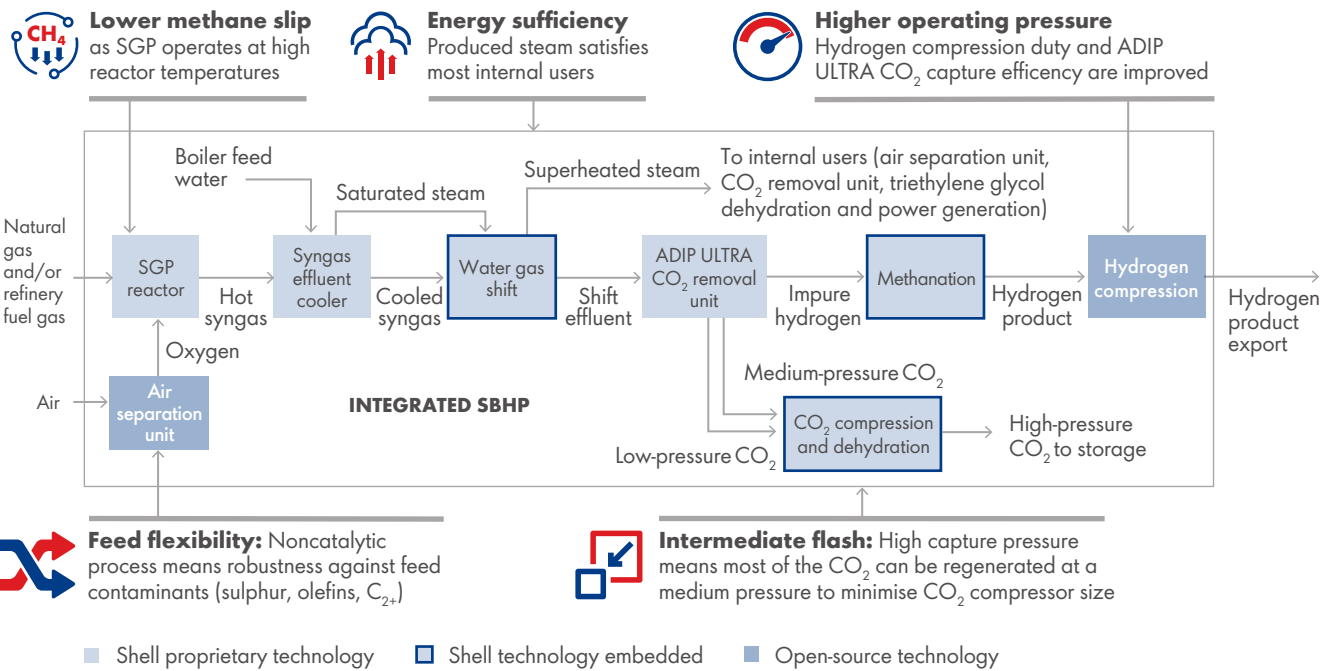 Lower methane slip
as SGP operates at high
reactor temperatures
CH4
Energy sufficiency
Produced steam satisfies
most internal users
Higher operating pressure
Hydrogen compression duty and ADIP
ULTRA CO2 capture efficency are improved
Boiler feed
water
Saturated steam
Superheated steam
To internal users (air separation unit,
CO2 removal unit, triethylene glycol
dehydration and power generation)
Natural
gas
and/or
refinery
fuel gas
SGP
reactor
Hot
syngas
Syngas
effluent
cooler
Cooled
syngas
Water gas
shift
Shift
effluent
ADIP ULTRA
CO2 removal
unit
Impure
hydrogen
Methanation
Hydrogen
product
Hydrogen
compression
Hydrogen
product
export
Oxygen
Air
Air
separation
unit
INTEGRATED SBHP
Medium-pressure CO2
Low-pressure CO2
CO2 compression
and dehydration
High-pressure
CO2 to storage
Feed flexibility: Noncatalytic
process means robustness against feed
contaminants (sulphur, olefins, C2+)
Intermediate flash: High capture pressure
means most of the CO2 can be regenerated at a
medium pressure to minimise CO2 compressor size
Shell proprietary technology
Shell technology embedded
Open-source technology